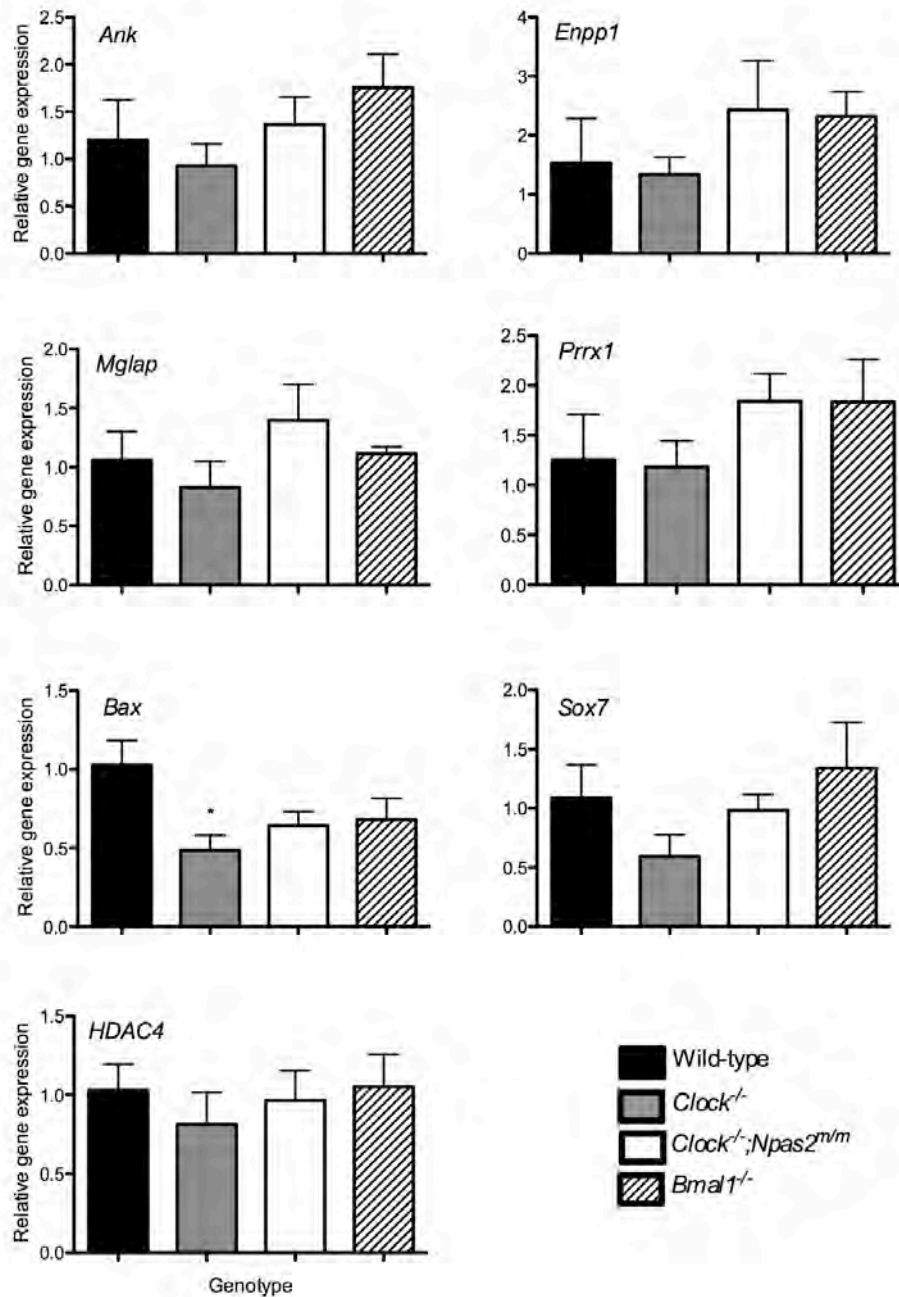 Ank
Relative gene expression
2.5
2.0
1.5
1.0
0.5
0.0
Enpp1
4
3
2
1
0
Mglap
Relative gene expression
2.0
1.5
1.0
0.5
0.0
Prrx1
2.5
2.0
1.5
1.0
0.5
0.0
Bax
Relative gene expression
1.5
1.0
0.5
0.0
*
Sox7
2.0
1.5
1.0
0.5
0.0
HDAC4
Relative gene expression
1.5
1.0
0.5
0.0
Genotype
Wild-type
Clock-/-
Clock-/-;Npas2m/m
Bmal1-/-